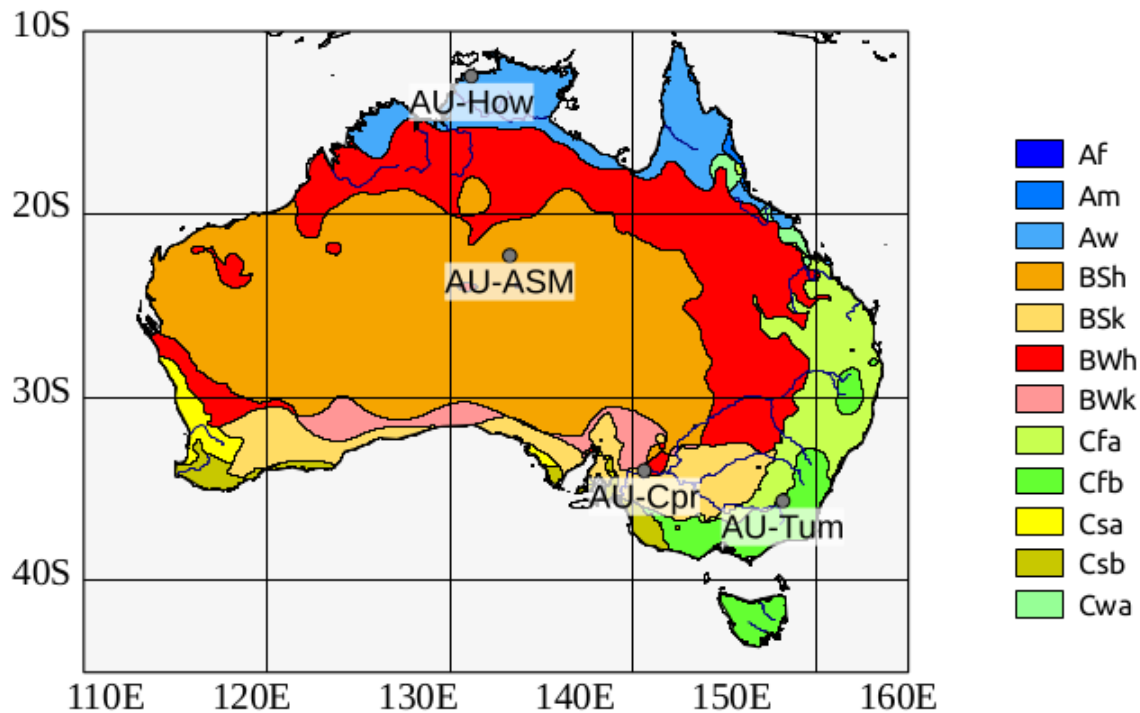 10S
20S
30S
40S
110E 120E 130E 140E 150E 160E
AU-How
AU-ASM
AU-Cpr
AU-Tum
Af
Am
Aw
BSh
BSk
BWh
BWk
Cfa
Cfb
Csa
Csb
Cwa